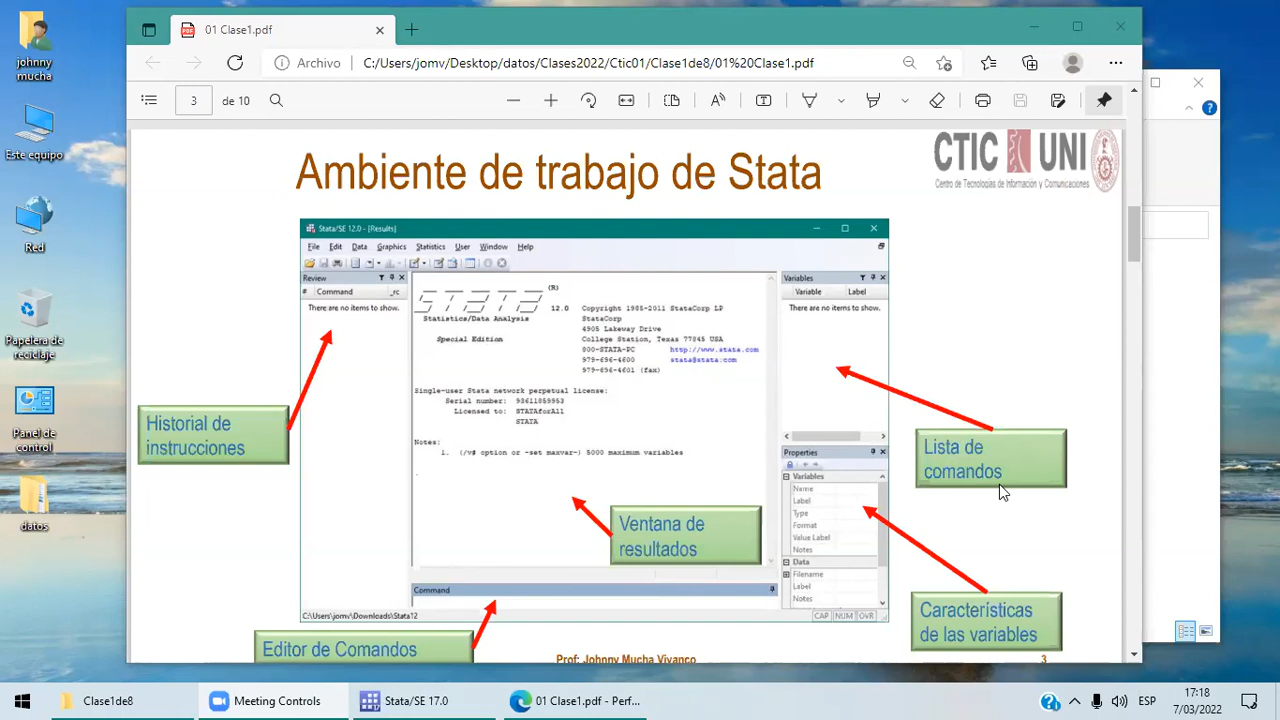 johnny
mucha
Este equipo
Red
Papelera de
reciclaje
Panel de
control
datos
01 Clase1.pdf
Archivo
C:/Users/jomv/Desktop/datos/Clases2022/Ctic01/Clase1de8/01%20Clase1.pdf
3 de 10
Ambiente de trabajo de Stata
CTIC UNI
Centro de Tecnologías de Información y Comunicaciones
Stata/SE 12.0 - [Results]
File Edit Data Graphics Statistics User Window Help
Review
# Command _rc
There are no items to show.
(R)
12.0 Copyright 1985-2011 StataCorp LP
Statistics/Data Analysis StataCorp
4905 Lakeway Drive
Special Edition College Station, Texas 77845 USA
800-STATA-PC http://www.stata.com
979-696-4600 stata@stata.com
979-696-4601 (fax)
Single-user Stata network perpetual license:
Serial number: 93611859953
Licensed to: STATAforAll
STATA
Notes:
1. (/v# option or -set maxvar-) 5000 maximum variables
.
Variables
Variable Label
There are no items to show.
Properties
Variables
Name
Label
Type
Format
Value Label
Notes
Data
Filename
Label
Notes
Command
C:\Users\jomv\Downloads\Stata12
CAP NUM OVR
Historial de
instrucciones
Lista de
comandos
Ventana de
resultados
Características
de las variables
Editor de Comandos
Prof: Johnny Mucha Vivanco
3
Clase1de8
Meeting Controls
Stata/SE 17.0
01 Clase1.pdf - Perf...
ESP
17:18
7/03/2022